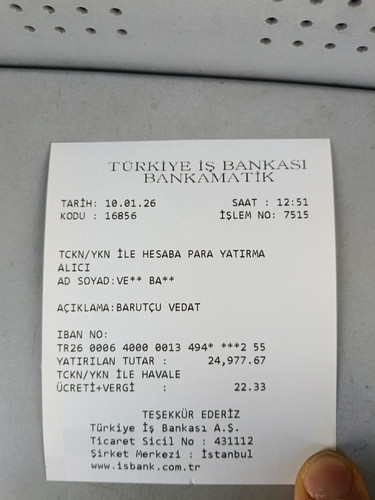 TÜRKİYE İŞ BANKASI
BANKAMATİK
TARİH: 10.01.26 SAAT : 12:51
KODU : 16856 İŞLEM NO: 7515
TCKN/YKN İLE HESABA PARA YATIRMA
ALICI
AD SOYAD:VE** BA**
AÇIKLAMA:BARUTÇU VEDAT
IBAN NO:
TR26 0006 4000 0013 494* ***2 55
YATIRILAN TUTAR : 24,977.67
TCKN/YKN İLE HAVALE
ÜCRETİ+VERGİ : 22.33
TEŞEKKÜR EDERİZ
Türkiye İş Bankası A.Ş.
Ticaret Sicil No : 431112
Şirket Merkezi : İstanbul
www.isbank.com.tr